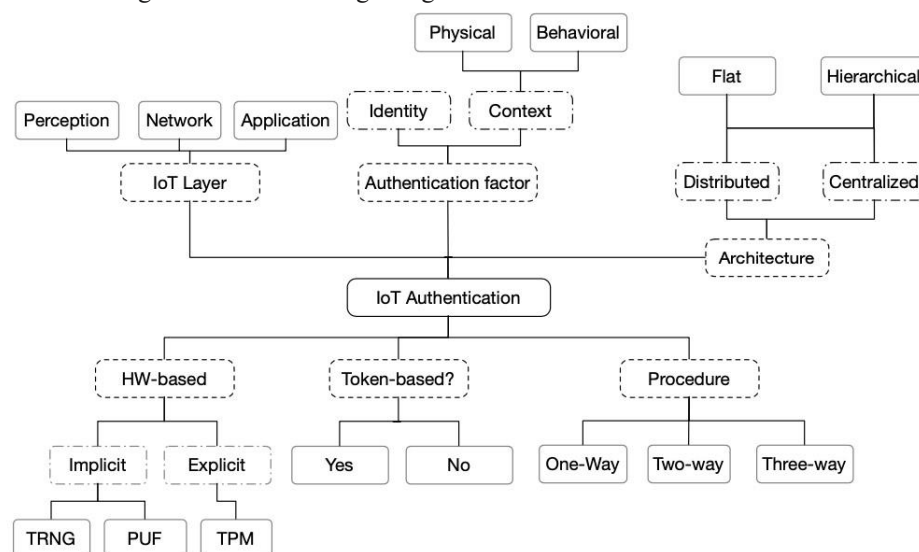 Physical
Behavioral
Flat
Hierarchical
Perception
Network
Application
Identity
Context
IoT Layer
Authentication factor
Distributed
Centralized
Architecture
IoT Authentication
HW-based
Token-based?
Procedure
Implicit
Explicit
Yes
No
One-Way
Two-way
Three-way
TRNG
PUF
TPM